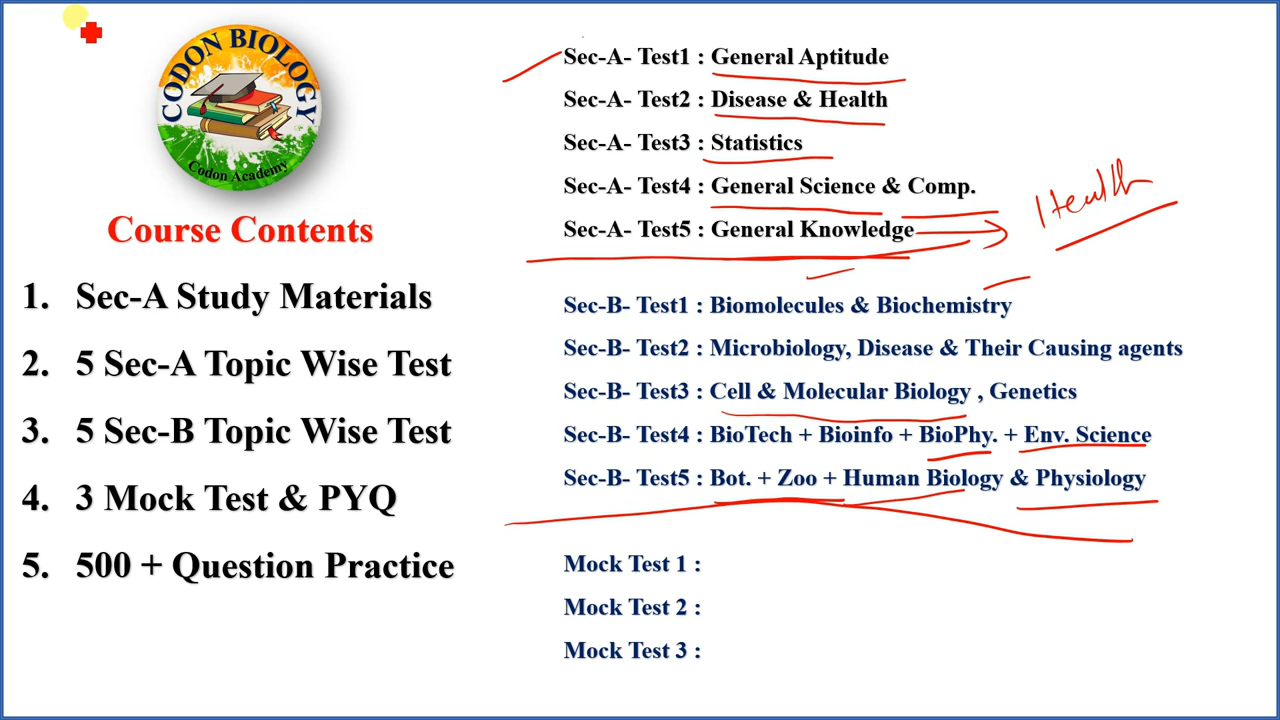 CODON BIOLOGY
Codon Academy
Course Contents
1. Sec-A Study Materials
2. 5 Sec-A Topic Wise Test
3. 5 Sec-B Topic Wise Test
4. 3 Mock Test & PYQ
5. 500 + Question Practice
Sec-A- Test1 : General Aptitude
Sec-A- Test2 : Disease & Health
Sec-A- Test3 : Statistics
Sec-A- Test4 : General Science & Comp.
Sec-A- Test5 : General Knowledge
Health
Sec-B- Test1 : Biomolecules & Biochemistry
Sec-B- Test2 : Microbiology, Disease & Their Causing agents
Sec-B- Test3 : Cell & Molecular Biology , Genetics
Sec-B- Test4 : BioTech + Bioinfo + BioPhy. + Env. Science
Sec-B- Test5 : Bot. + Zoo + Human Biology & Physiology
Mock Test 1 :
Mock Test 2 :
Mock Test 3 :